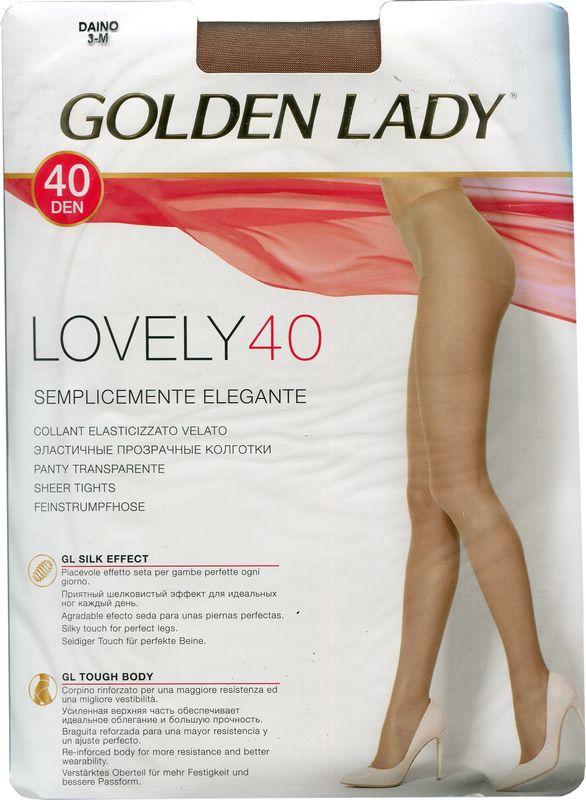 DAINO
3-M
GOLDEN LADY®
40
DEN
LOVELY 40
SEMPLICEMENTE ELEGANTE
COLLANT ELASTICIZZATO VELATO
ЭЛАСТИЧНЫЕ ПРОЗРАЧНЫЕ КОЛГОТКИ
PANTY TRANSPARENTE
SHEER TIGHTS
FEINSTRUMPFHOSE
GL SILK EFFECT
Piacevole effetto seta per gambe perfette ogni
giorno.
Приятный шелковистый эффект для идеальных
ног каждый день.
Agradable efecto seda para unas piernas perfectas.
Silky touch for perfect legs.
Seidiger Touch für perfekte Beine.
GL TOUGH BODY
Corpino rinforzato per una maggiore resistenza ed
una migliore vestibilità.
Усиленная верхняя часть обеспечивает
идеальное облегание и большую прочность.
Braguita reforzada para una mayor resistencia y
un ajuste perfecto.
Re-inforced body for more resistance and better
wearability.
Verstärktes Oberteil für mehr Festigkeit und
bessere Passform.